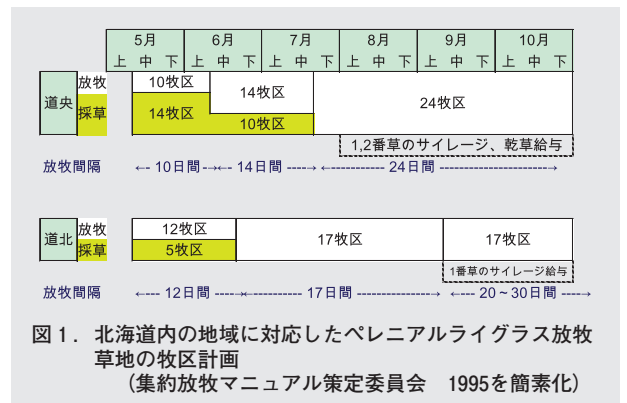 5月 6月 7月 8月 9月 10月
上 中 下 上 中 下 上 中 下 上 中 下 上 中 下 上 中 下
道央 放牧 10牧区 14牧区 24牧区
採草 14牧区 10牧区
1,2番草のサイレージ、乾草給与
放牧間隔 ←- 10日間 -→←- 14日間 ----→ ←------------ 24日間 -----------------------→
道北 放牧 12牧区 17牧区 17牧区
採草 5牧区
1番草のサイレージ給与
放牧間隔 ←---- 12日間 ------→←----------- 17日間 --------------→ ←---- 20～30日間 ----→
図1．北海道内の地域に対応したペレニアルライグラス放牧
草地の牧区計画
（集約放牧マニュアル策定委員会 1995を簡素化）